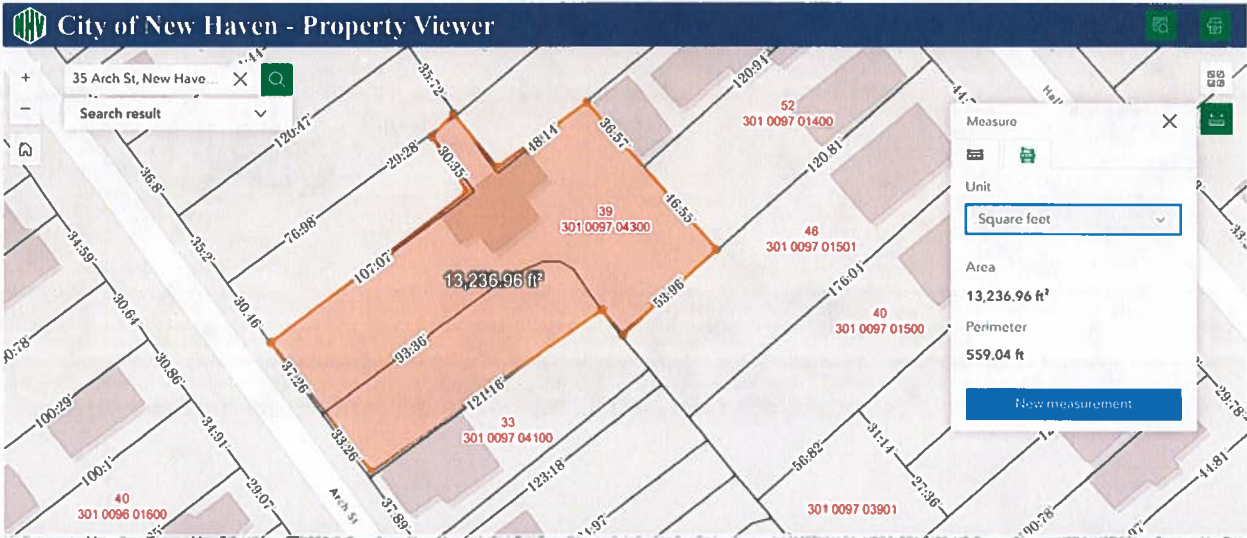 City of New Haven - Property Viewer
35 Arch St, New Have...
Search result
Measure
Unit
Square feet
Area
13,236.96 ft²
Perimeter
559.04 ft
New measurement
13,236.96 ft²
39
301 0097 04300
52
301 0097 01400
46
301 0097 01501
40
301 0097 01500
33
301 0097 04100
40
301 0096 01600
301 0097 03901
Arch St
35.72
120.47
29.28
30.35
48.14
36.57
120.94
120.81
46.55
53.96
176.04
36.8
35.2
76.98
107.07
34.59
30.46
30.64
37.26
93.36
30.86
121.16
33.26
100.29
34.91
100.1
29.07
37.89
123.18
56.82
31.14
27.36
29.78
44.81